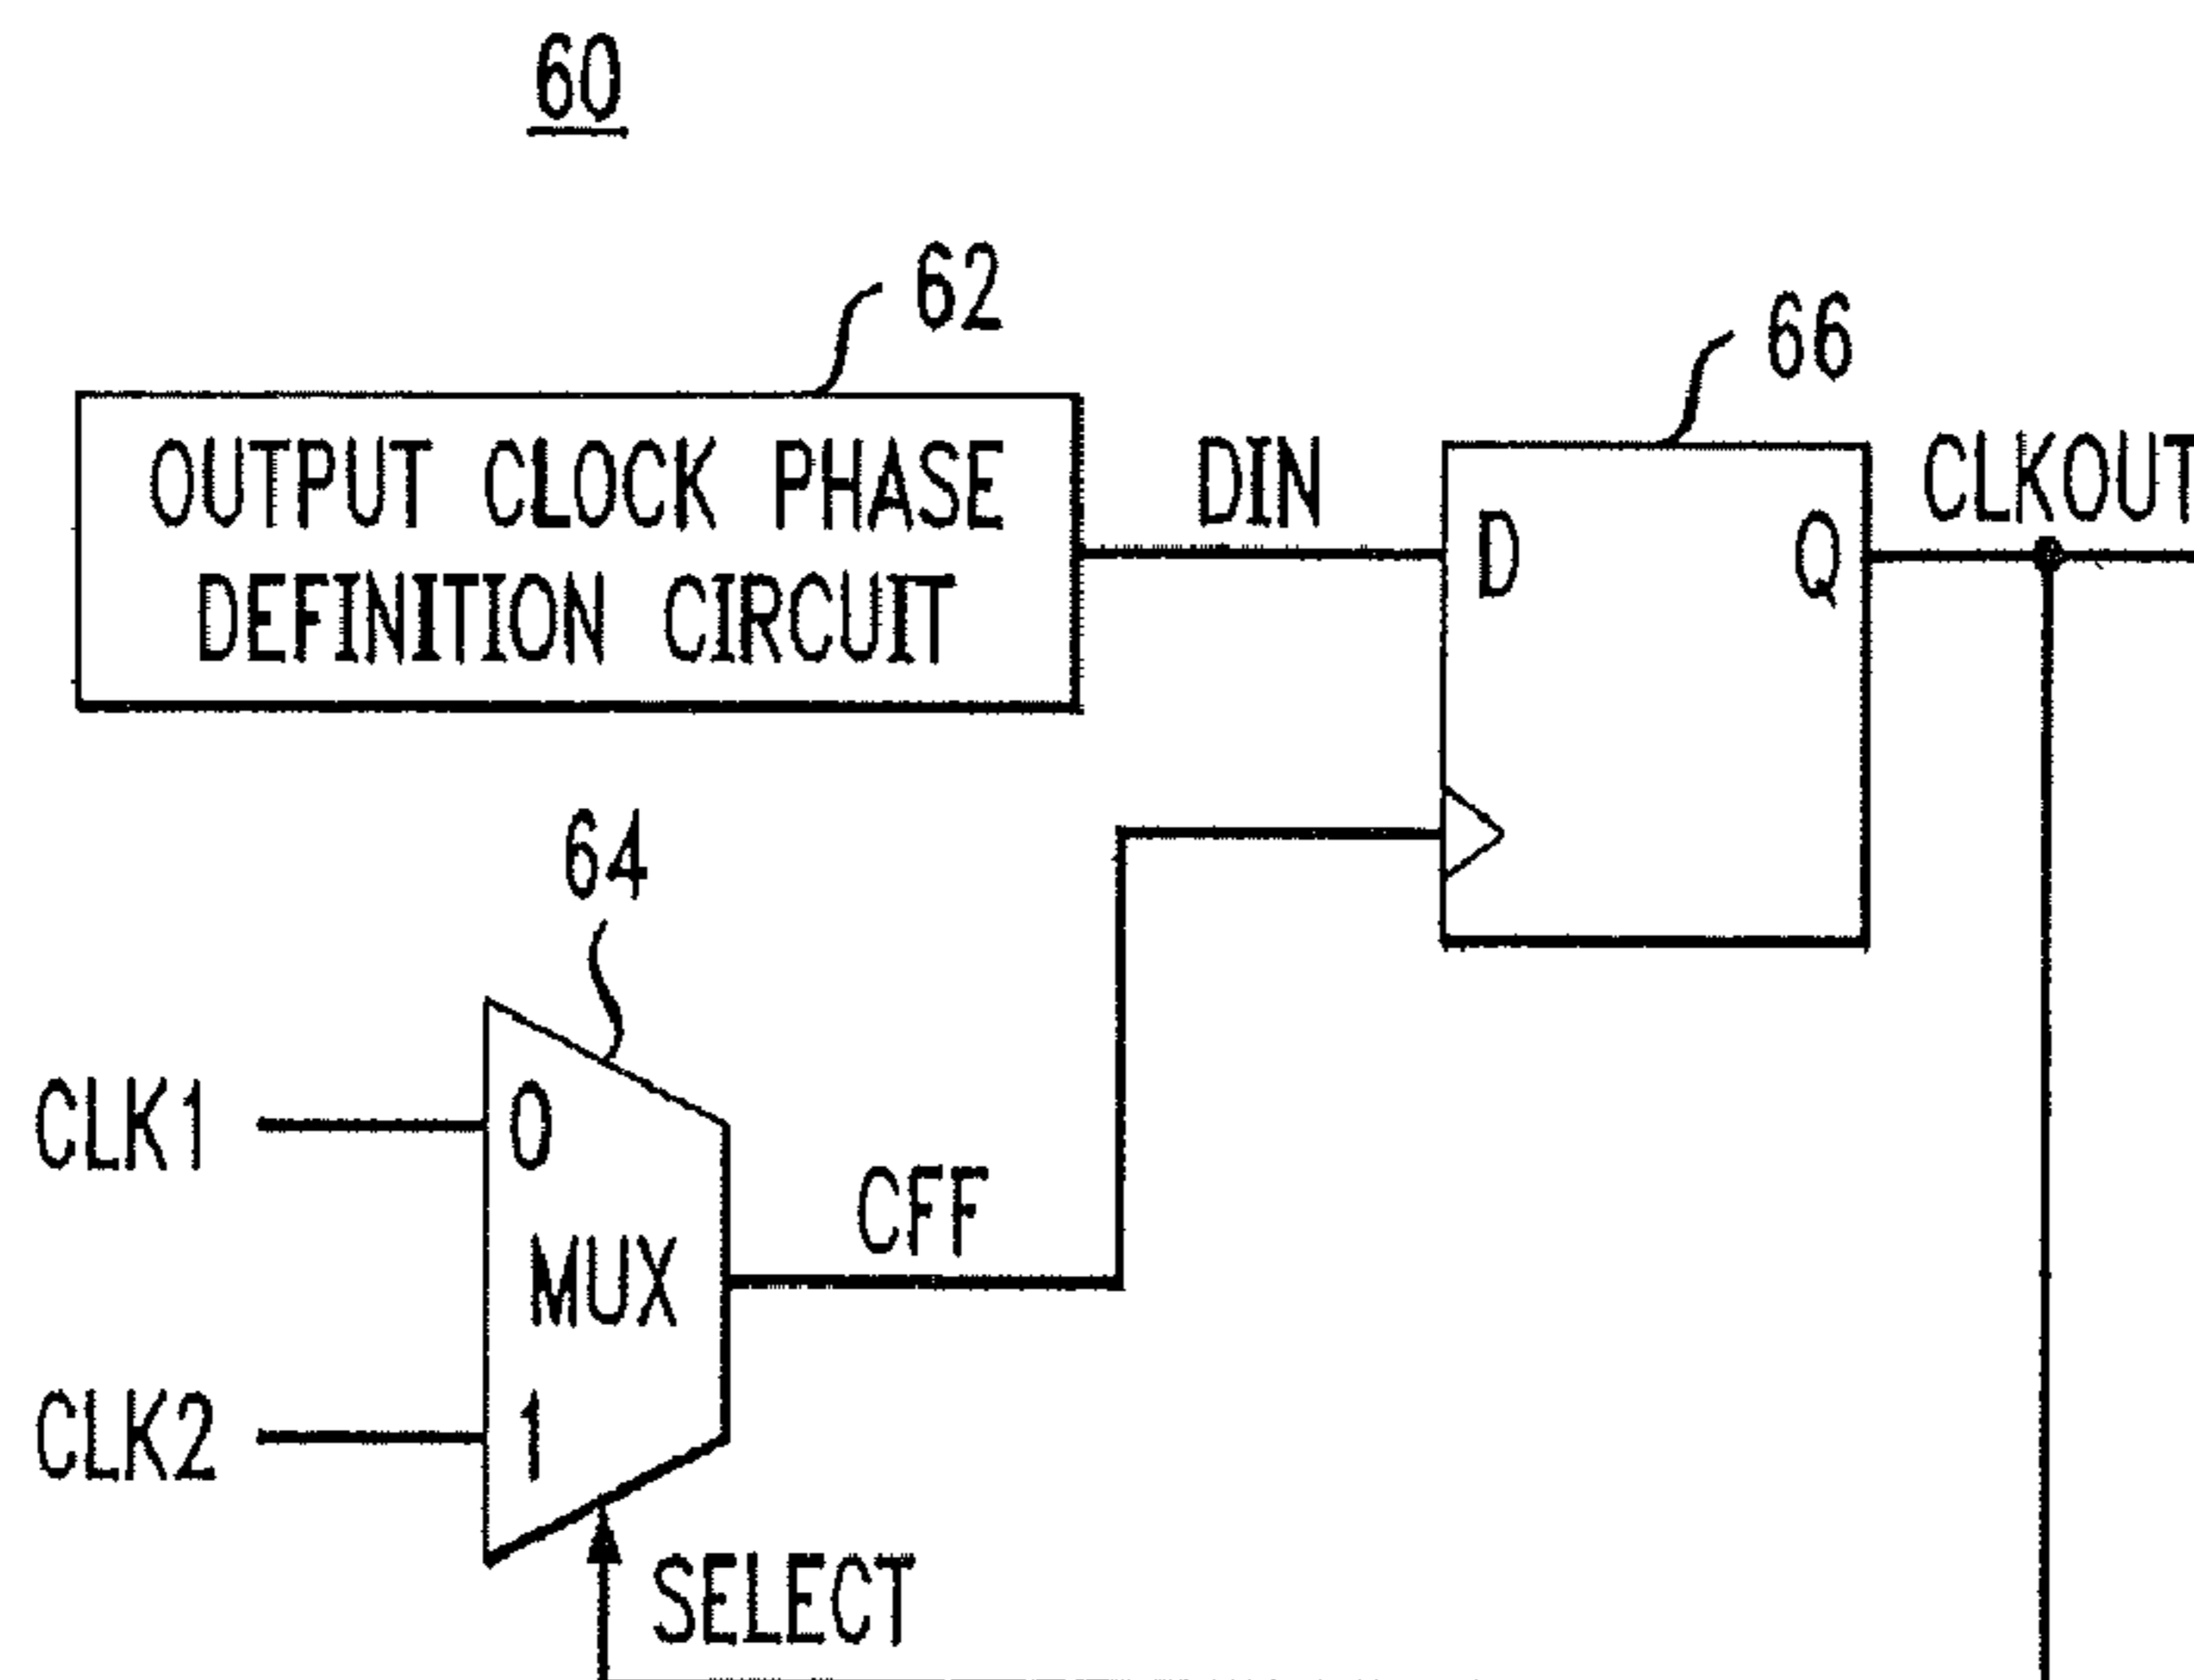 60
62
66
OUTPUT CLOCK PHASE
DEFINITION CIRCUIT
DIN
D
Q
CLKOUT
64
CLK1
0
MUX
CFF
CLK2
1
SELECT